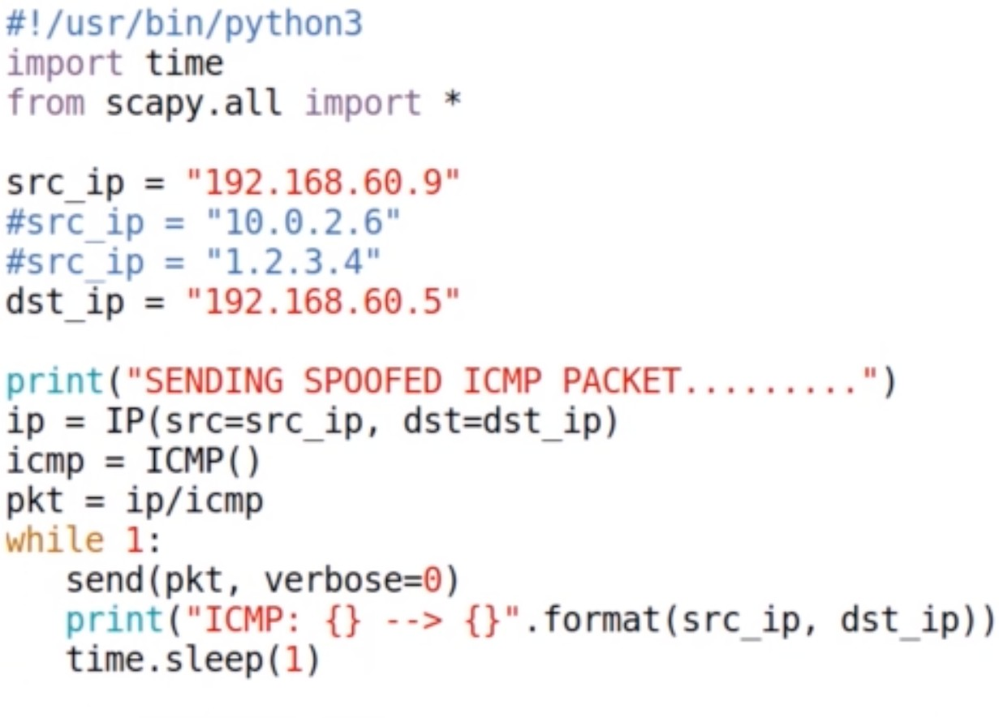 #!/usr/bin/python3
import time
from scapy.all import *

src_ip = "192.168.60.9"
#src_ip = "10.0.2.6"
#src_ip = "1.2.3.4"
dst_ip = "192.168.60.5"

print("SENDING SPOOFED ICMP PACKET.........")
ip = IP(src=src_ip, dst=dst_ip)
icmp = ICMP()
pkt = ip/icmp
while 1:
   send(pkt, verbose=0)
   print("ICMP: {} --> {}".format(src_ip, dst_ip))
   time.sleep(1)